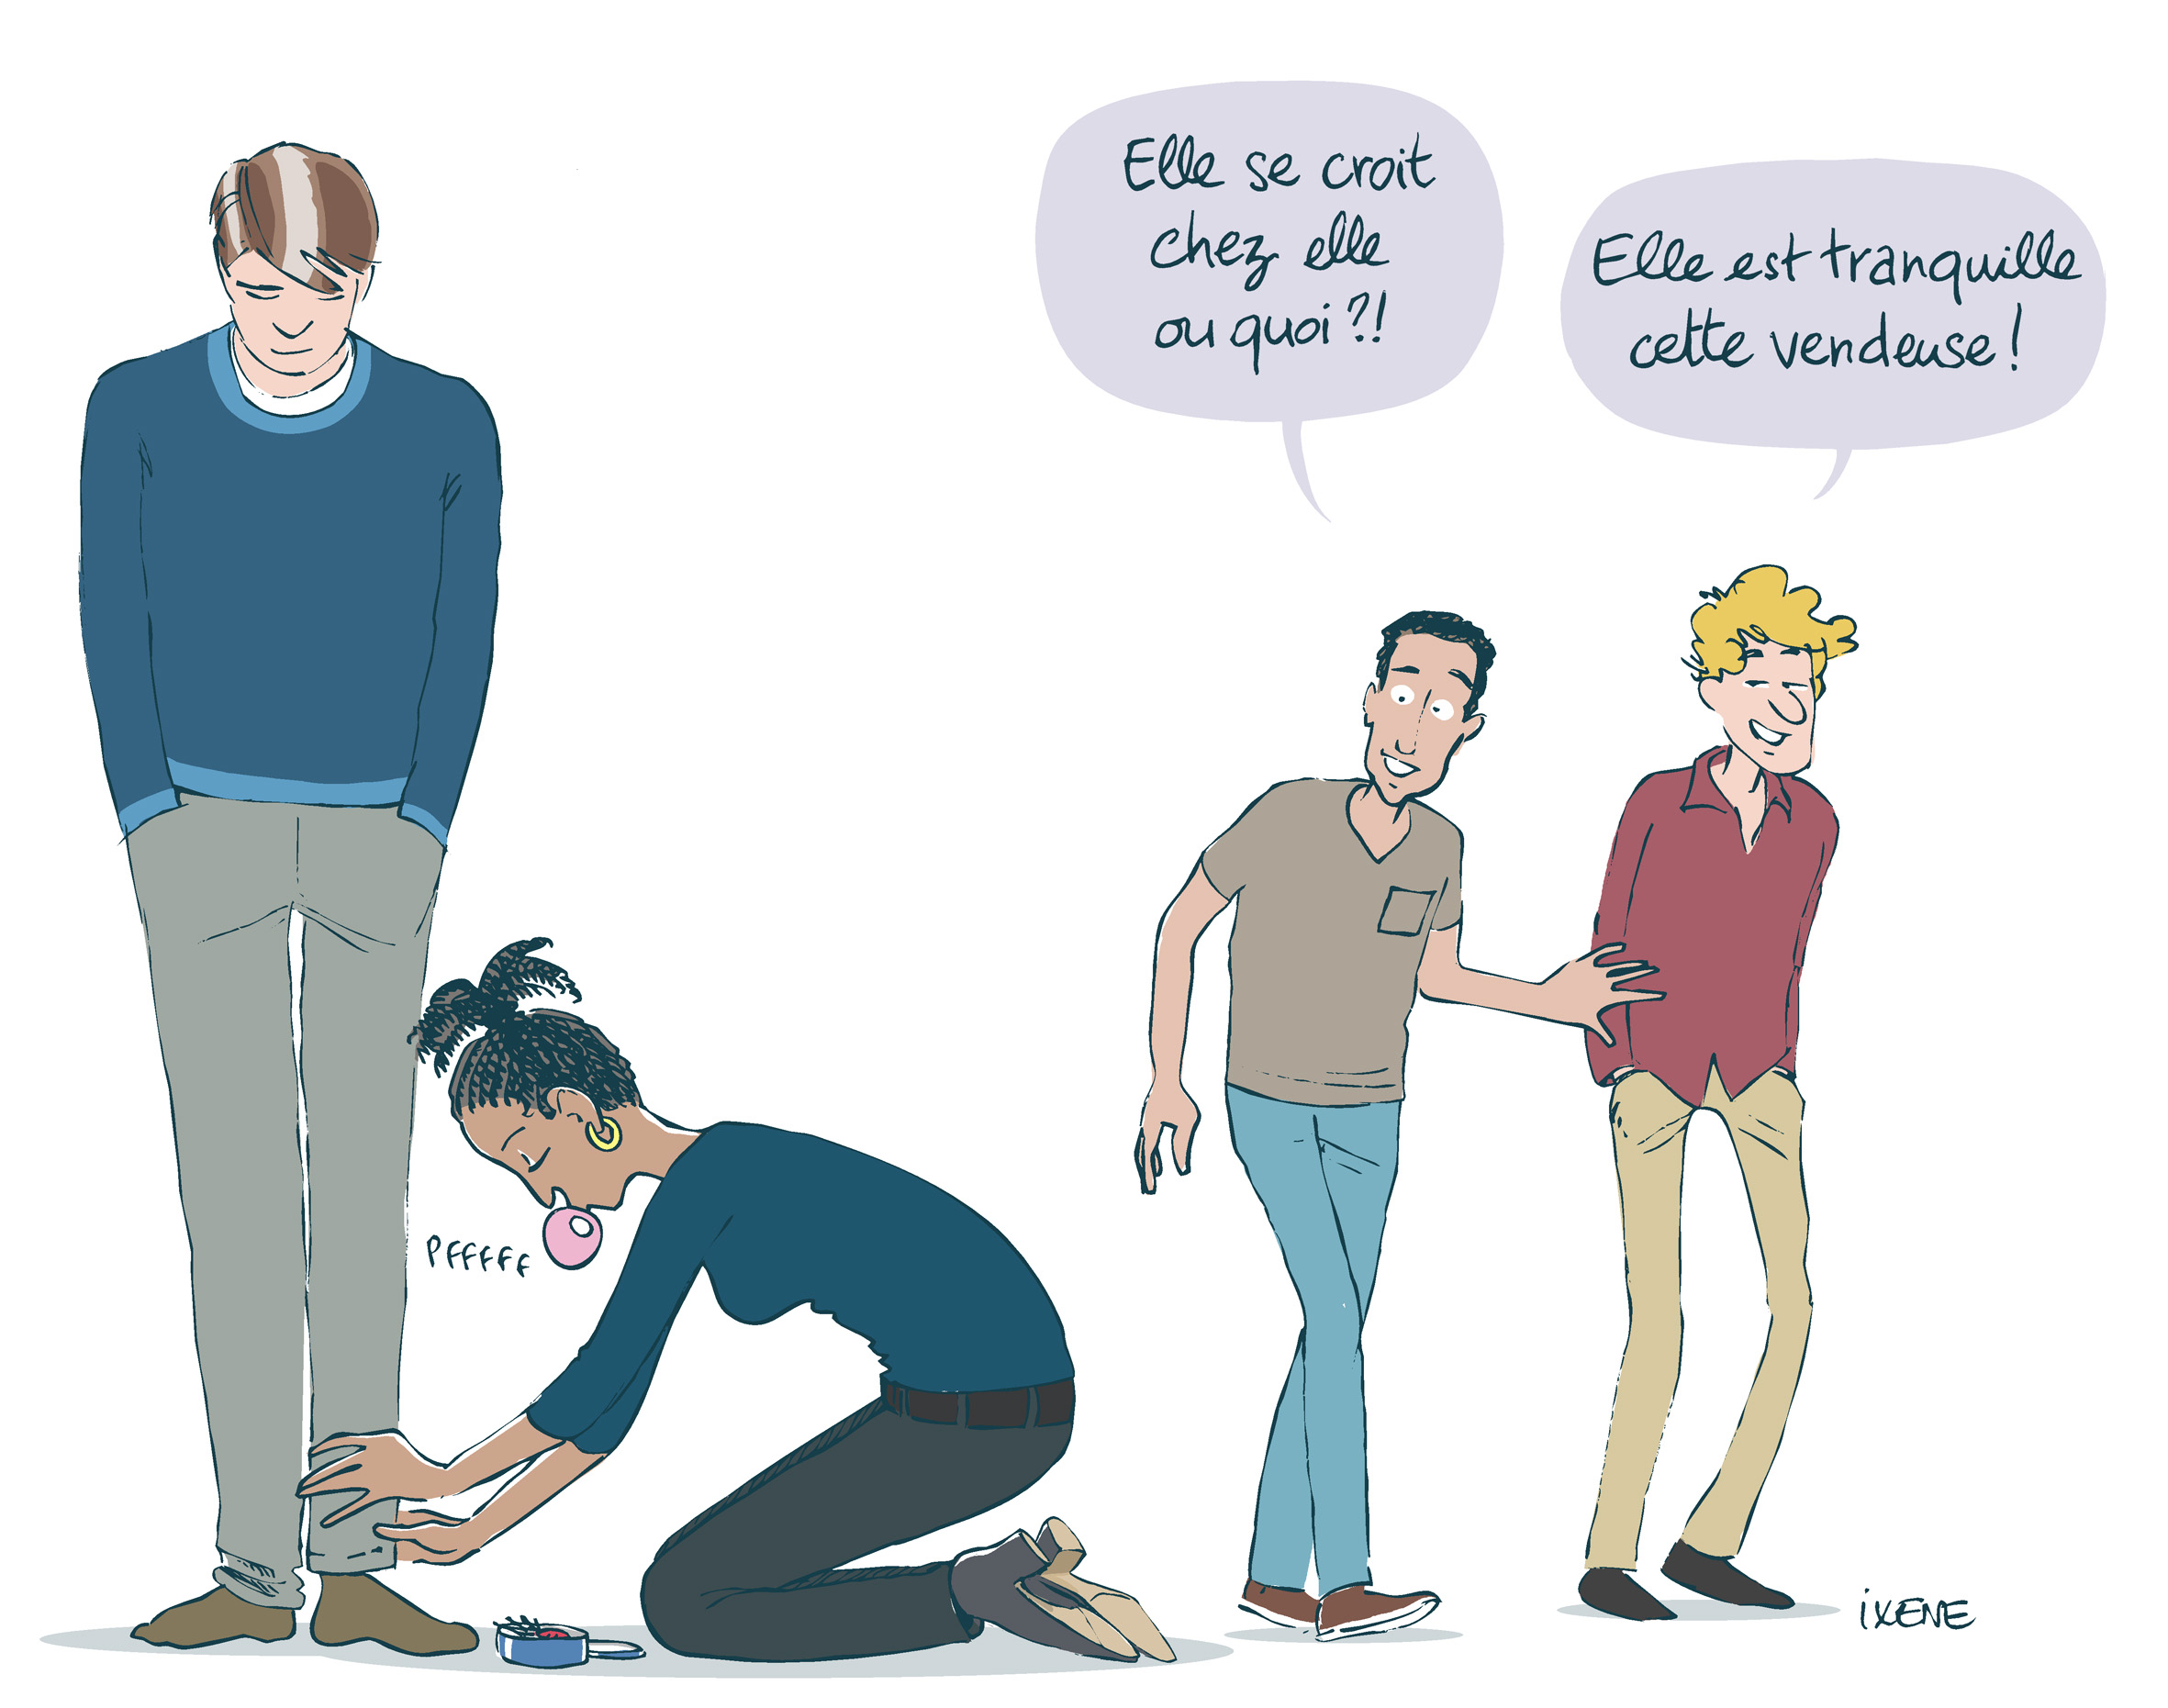 Elle se croit
chez elle
ou quoi ?!
Elle est tranquille
cette vendeuse !
PFFFFF
iXENE